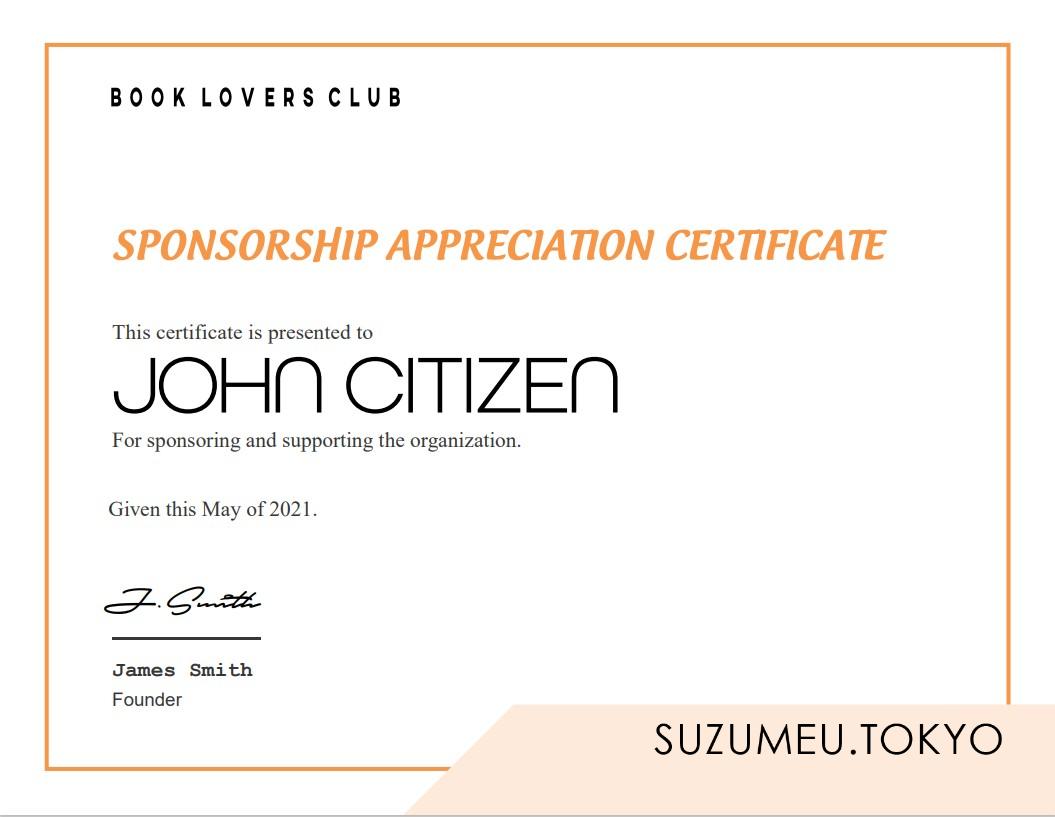 BOOK LOVERS CLUB
SPONSORSHIP APPRECIATION CERTIFICATE
This certificate is presented to
JOHN CITIZEN
For sponsoring and supporting the organization.
Given this May of 2021.
J. Smith
James Smith
Founder
SUZUMEU.TOKYO